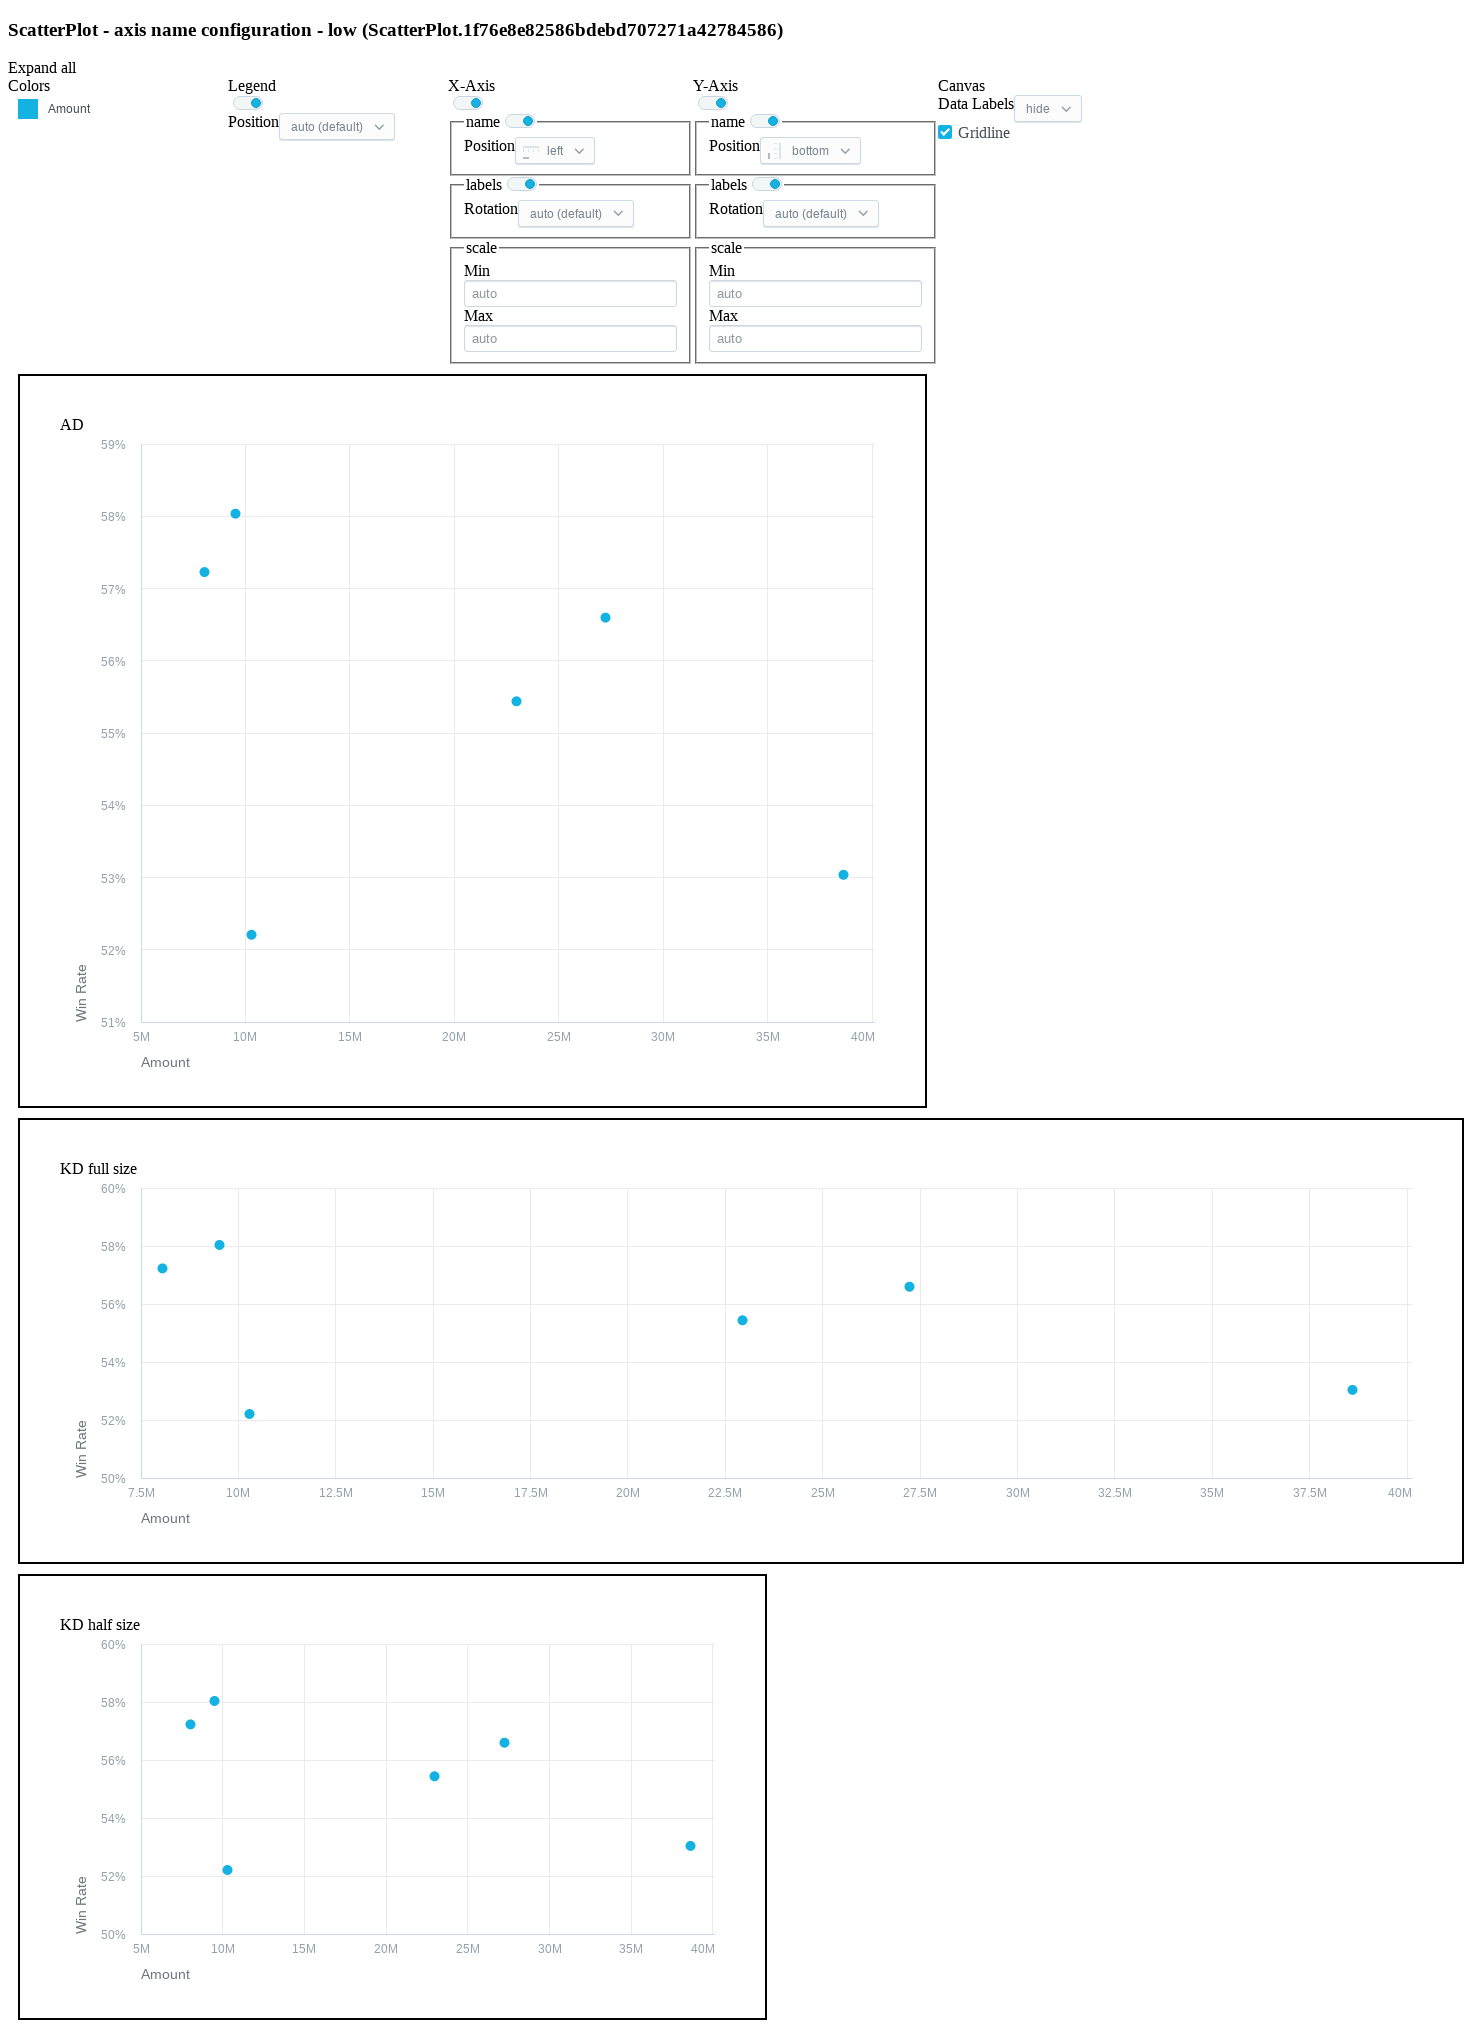 ScatterPlot - axis name configuration - low (ScatterPlot.1f76e8e82586bdebd707271a42784586)
Expand all
Colors
Amount
Legend
Position auto (default)
X-Axis
name
Position left
labels
Rotation auto (default)
scale
Min
auto
Max
auto
Y-Axis
name
Position bottom
labels
Rotation auto (default)
scale
Min
auto
Max
auto
Canvas
Data Labels hide
Gridline
AD
59%
58%
57%
56%
55%
54%
53%
52%
51%
Win Rate
5M 10M 15M 20M 25M 30M 35M 40M
Amount
KD full size
60%
58%
56%
54%
52%
50%
Win Rate
7.5M 10M 12.5M 15M 17.5M 20M 22.5M 25M 27.5M 30M 32.5M 35M 37.5M 40M
Amount
KD half size
60%
58%
56%
54%
52%
50%
Win Rate
5M 10M 15M 20M 25M 30M 35M 40M
Amount